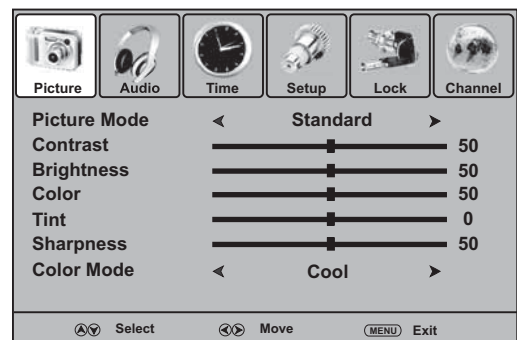 Picture Audio Time Setup Lock Channel
Picture Mode Standard
Contrast 50
Brightness 50
Color 50
Tint 0
Sharpness 50
Color Mode Cool
Select Move MENU Exit